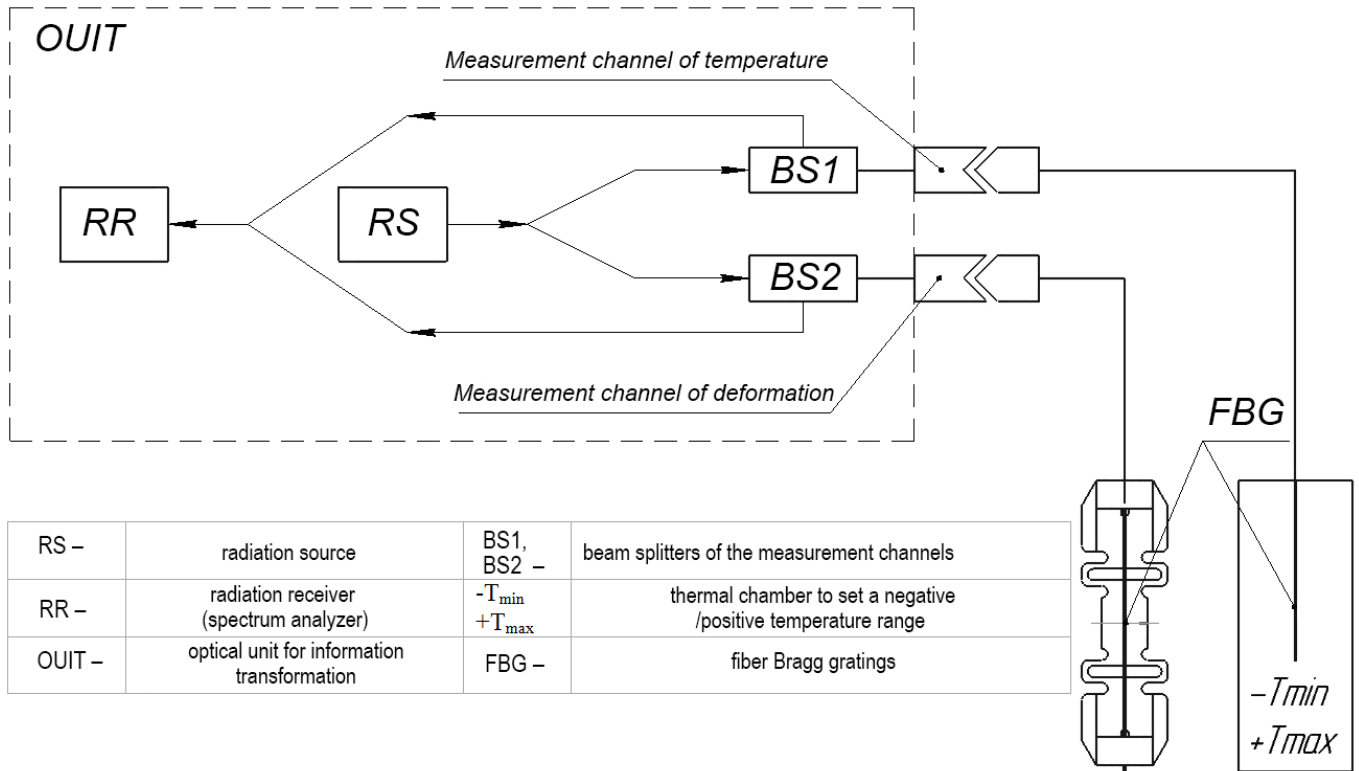 OUIT
Measurement channel of temperature
BS1
RR
RS
BS2
Measurement channel of deformation
FBG
RS –
radiation source
BS1,
BS2 –
beam splitters of the measurement channels
RR –
radiation receiver
(spectrum analyzer)
-Tmin
+Tmax
thermal chamber to set a negative
/positive temperature range
OUIT –
optical unit for information
transformation
FBG –
fiber Bragg gratings
–Tmin
+Tmax